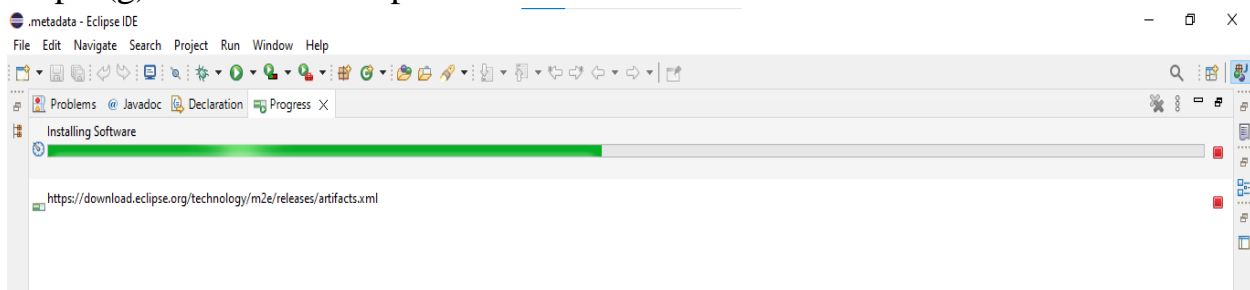 .metadata - Eclipse IDE
File Edit Navigate Search Project Run Window Help
Problems @ Javadoc Declaration Progress
Installing Software
https://download.eclipse.org/technology/m2e/releases/artifacts.xml